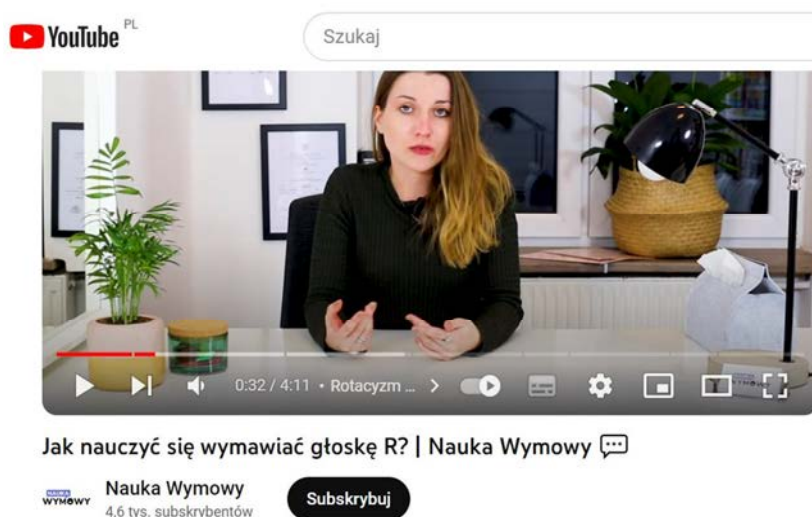 YouTube PL
Szukaj
0:32 / 4:11 • Rotacyzm ...
Jak nauczyć się wymawiać głoskę R? | Nauka Wymowy
NAUKA WYMOWY
Nauka Wymowy
4,6 tys. subskrybentów
Subskrybuj